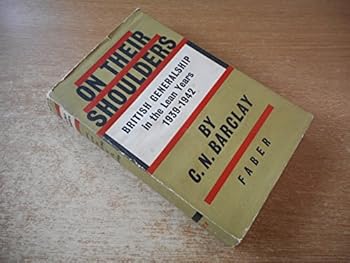 ON THEIR
SHOULDERS
BRITISH GENERALSHIP
In the Lean Years
1939-1942
BY
C. N. BARCLAY
FABER